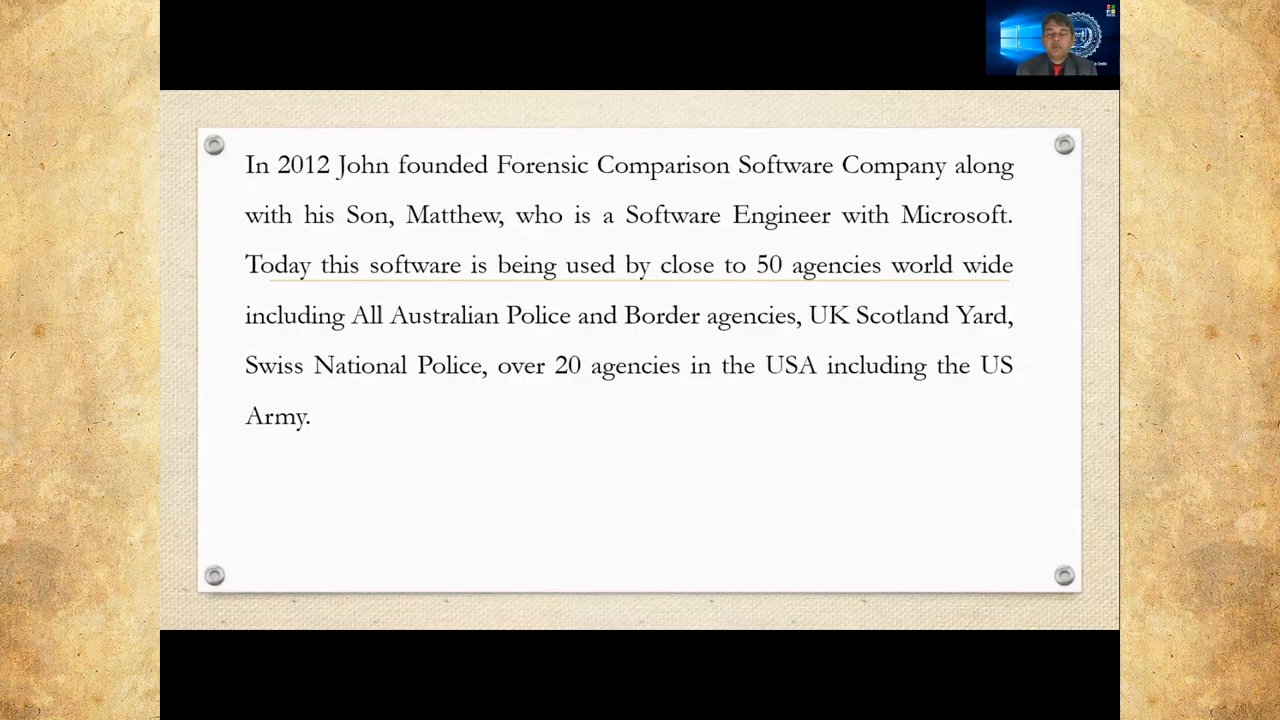 In 2012 John founded Forensic Comparison Software Company along
with his Son, Matthew, who is a Software Engineer with Microsoft.
Today this software is being used by close to 50 agencies world wide
including All Australian Police and Border agencies, UK Scotland Yard,
Swiss National Police, over 20 agencies in the USA including the US
Army.